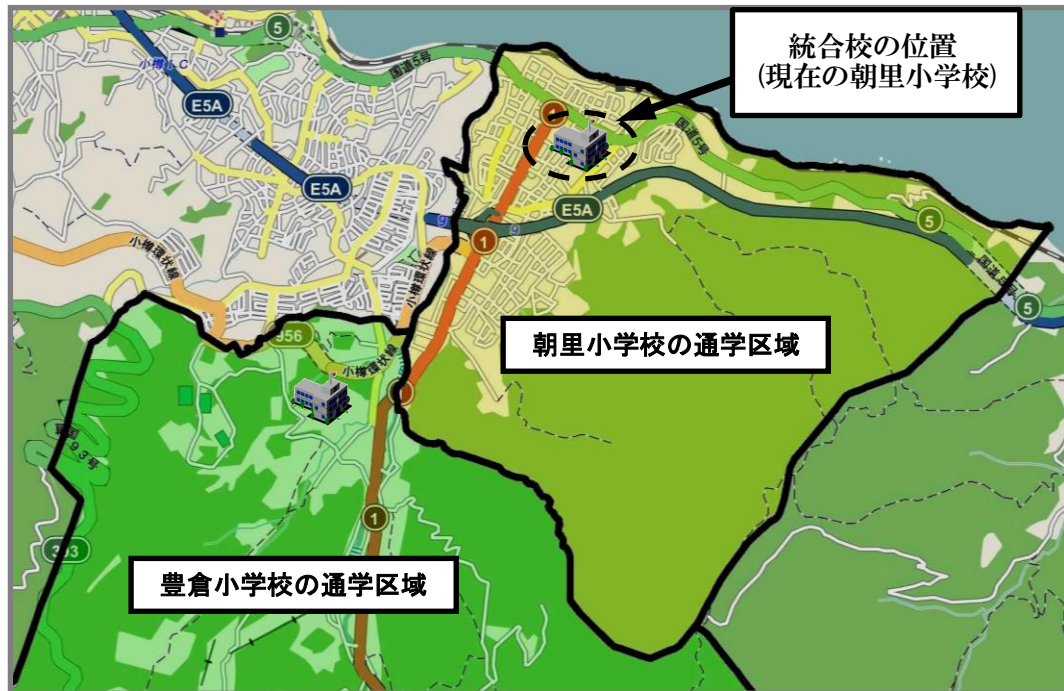 統合校の位置
(現在の朝里小学校)
5
国道5号
E5A
1
国道5号
E5A
E5A
9
9
5
1
小樽環状線
小樽環状線
5
朝里小学校の通学区域
956
小樽環状線
1
393
豊倉小学校の通学区域